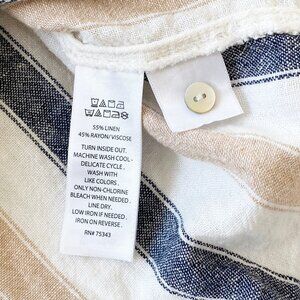 55% LINEN
45% RAYON/VISCOSE
TURN INSIDE OUT
MACHINE WASH COOL -
DELICATE CYCLE .
WASH WITH
LIKE COLORS .
ONLY NON-CHLORINE
BLEACH WHEN NEEDED .
LINE DRY.
LOW IRON IF NEEDED .
IRON ON REVERSE .
RN# 75343